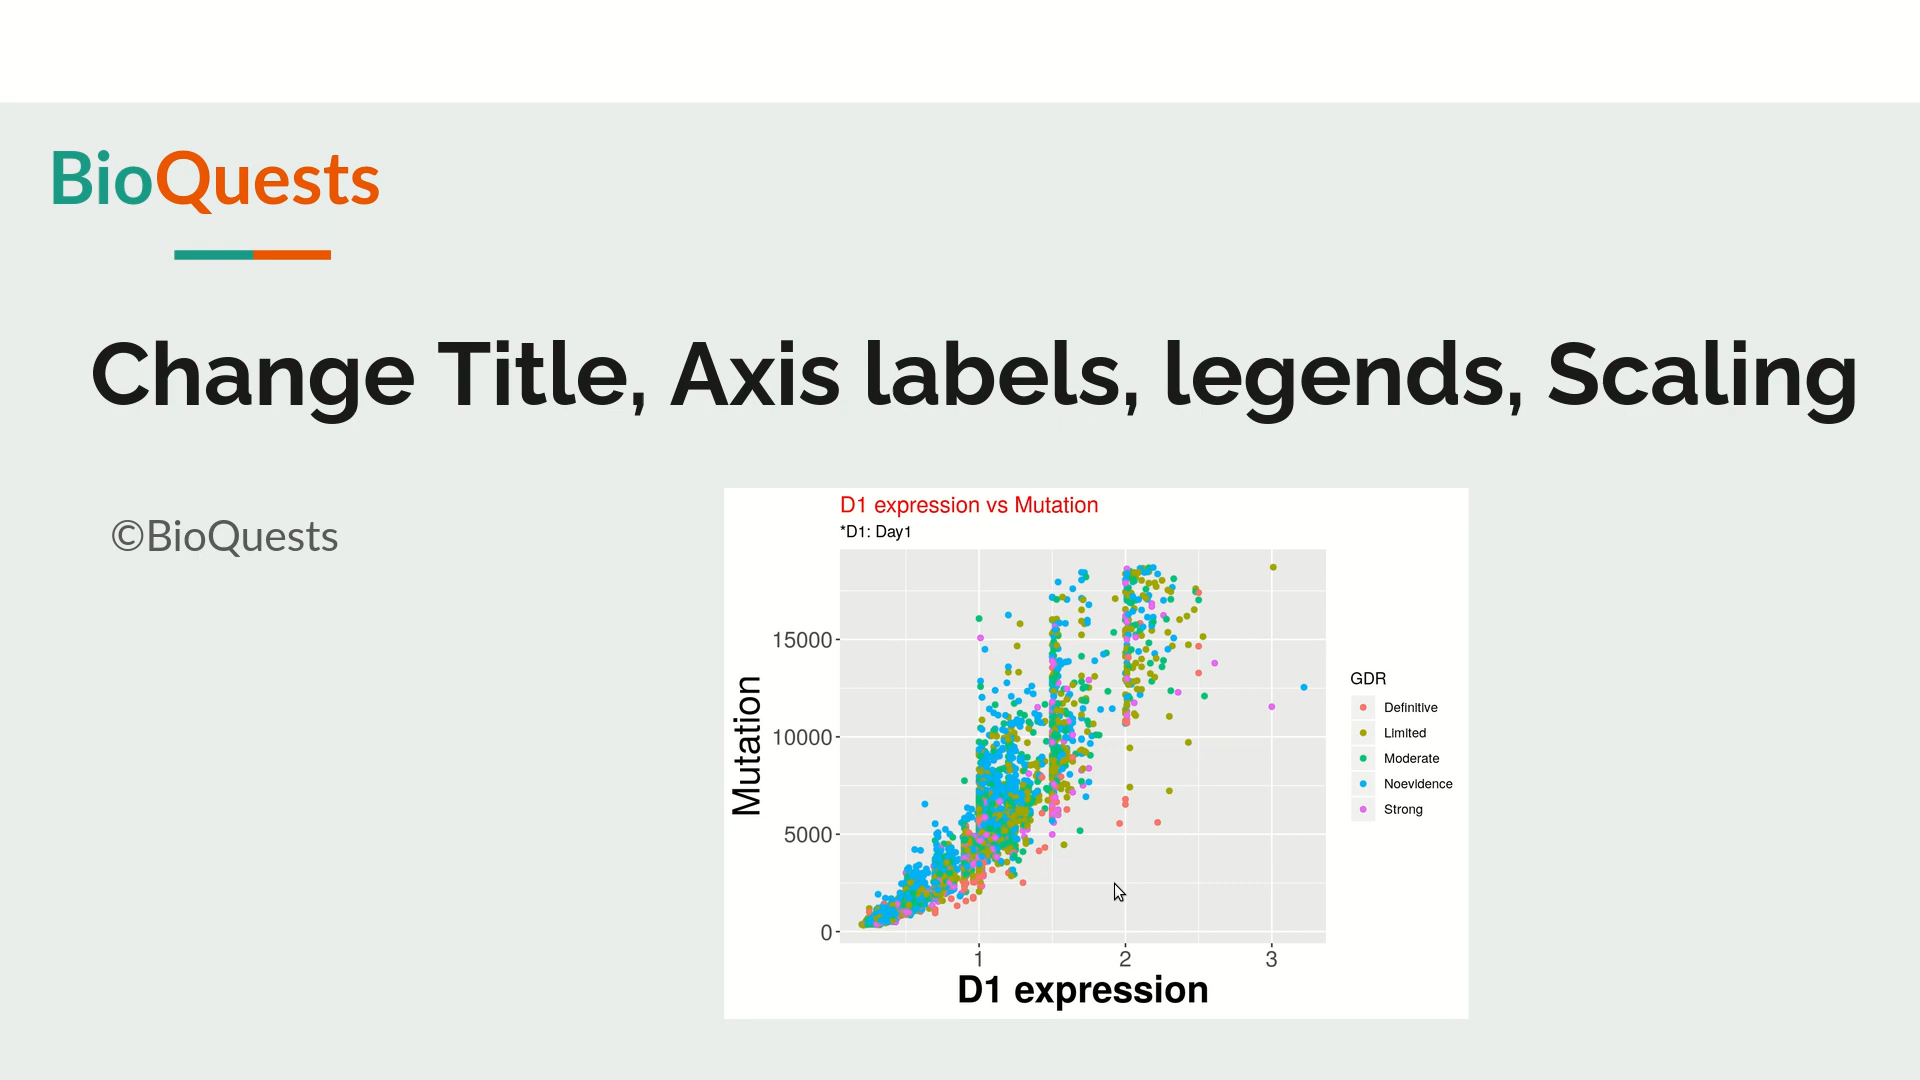 BioQuests
Change Title, Axis labels, legends, Scaling
©BioQuests
D1 expression vs Mutation
*D1: Day1
Mutation
15000
10000
5000
0
1 2 3
D1 expression
GDR
Definitive
Limited
Moderate
Noevidence
Strong